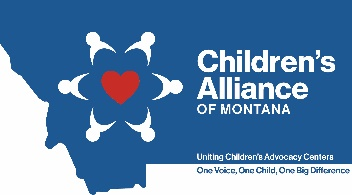 Children's
Alliance
OF MONTANA
Uniting Children's Advocacy Centers
One Voice, One Child, One Big Difference